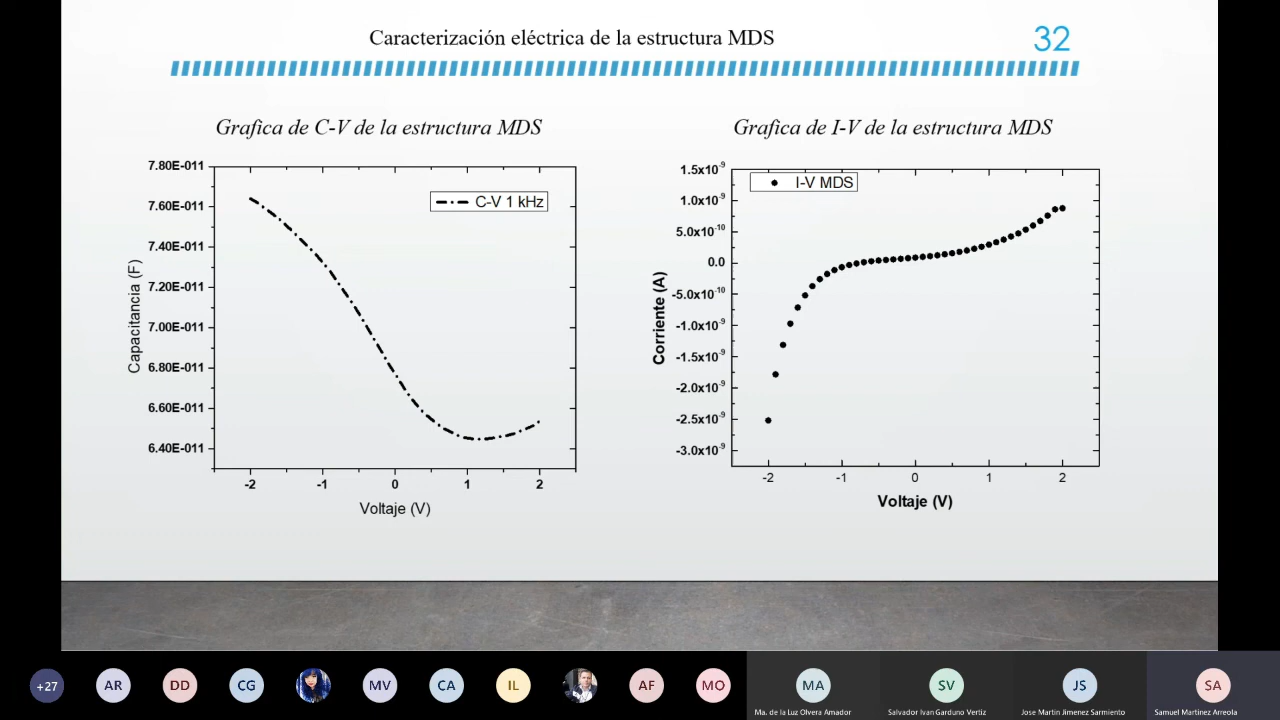 Caracterización eléctrica de la estructura MDS
32
Grafica de C-V de la estructura MDS
7.80E-011
7.60E-011
7.40E-011
7.20E-011
7.00E-011
6.80E-011
6.60E-011
6.40E-011
Capacitancia (F)
C-V 1 kHz
-2 -1 0 1 2
Voltaje (V)
Grafica de I-V de la estructura MDS
1.5x10⁻⁹
1.0x10⁻⁹
5.0x10⁻¹⁰
0.0
-5.0x10⁻¹⁰
-1.0x10⁻⁹
-1.5x10⁻⁹
-2.0x10⁻⁹
-2.5x10⁻⁹
-3.0x10⁻⁹
Corriente (A)
I-V MDS
-2 -1 0 1 2
Voltaje (V)
+27 AR DD CG MV CA IL AF MO MA SV JS SA
Ma. de la Luz Olvera Amador
Salvador Ivan Garduno Vertiz
Jose Martin Jimenez Sarmiento
Samuel Martinez Arreola